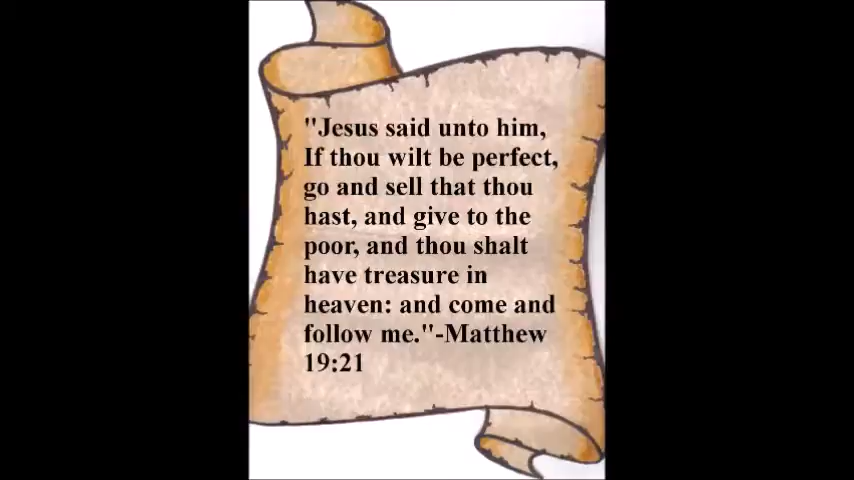 "Jesus said unto him,
If thou wilt be perfect,
go and sell that thou
hast, and give to the
poor, and thou shalt
have treasure in
heaven: and come and
follow me."-Matthew
19:21